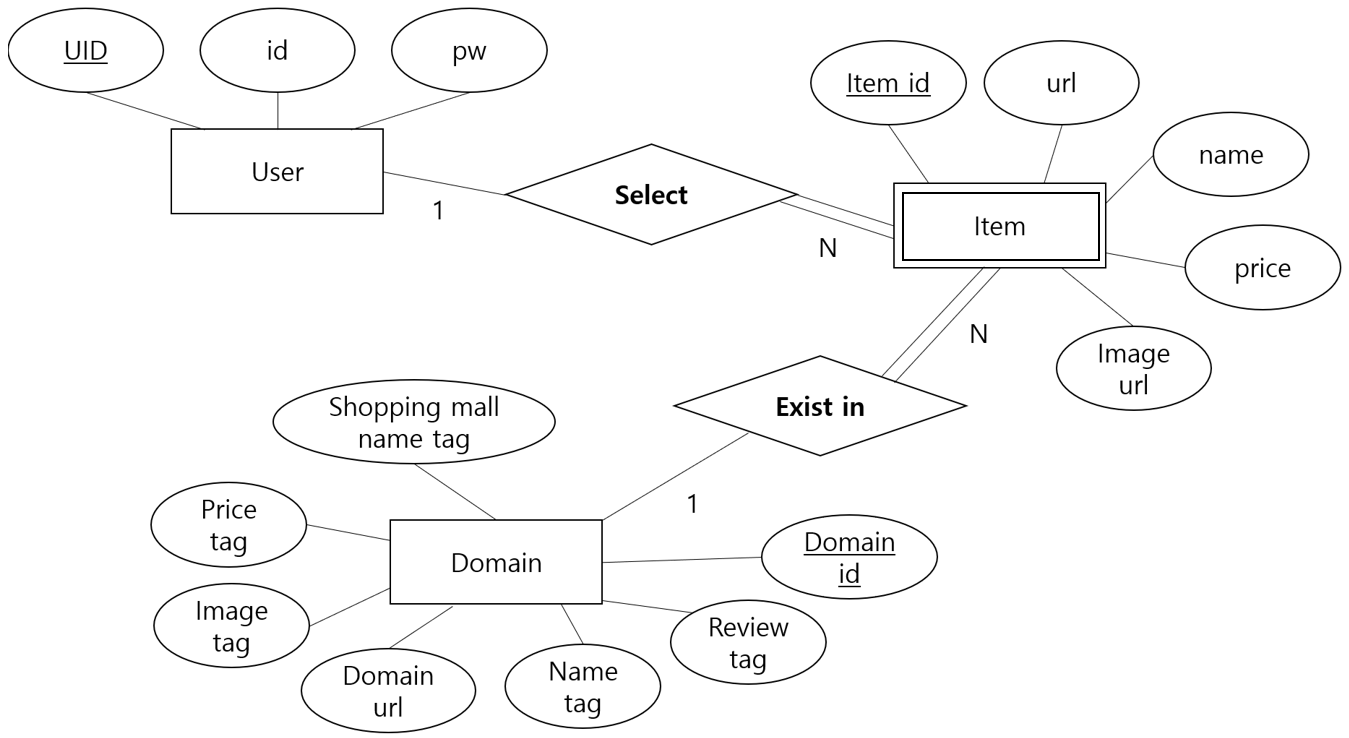 UID
id
pw
User
1
Select
N
Item id
url
name
price
Image
url
Item
N
Exist in
1
Shopping mall
name tag
Price
tag
Image
tag
Domain
url
Name
tag
Review
tag
Domain
id
Domain